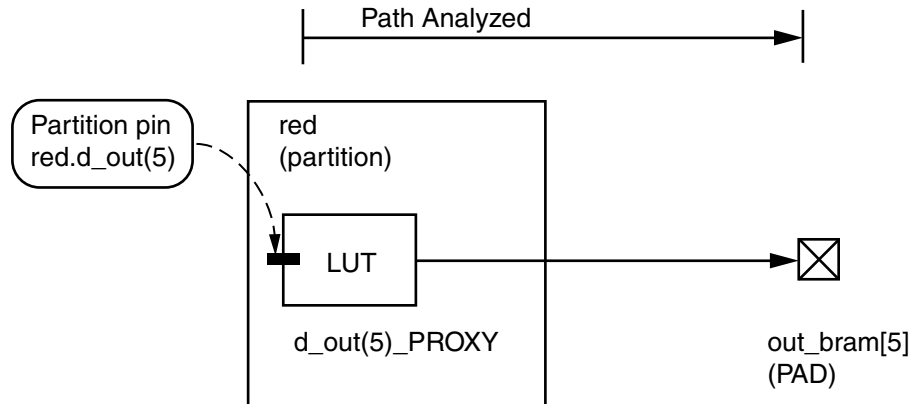 Path Analyzed
Partition pin
red.d_out(5)
red
(partition)
LUT
d_out(5)_PROXY
out_bram[5]
(PAD)